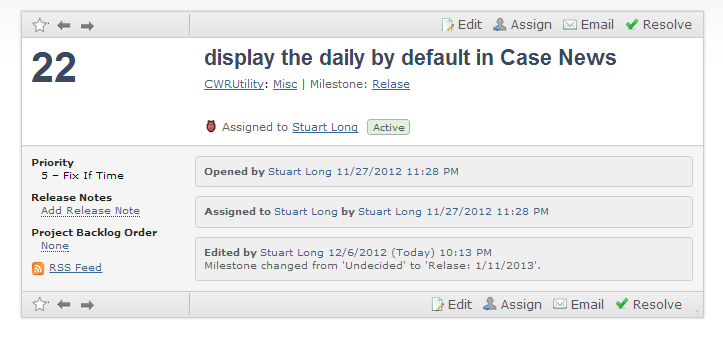 Edit Assign Email Resolve
22
display the daily by default in Case News
CWRUtility: Misc | Milestone: Relase
Assigned to Stuart Long Active
Priority
5 – Fix If Time
Release Notes
Add Release Note
Project Backlog Order
None
RSS Feed
Opened by Stuart Long 11/27/2012 11:28 PM
Assigned to Stuart Long by Stuart Long 11/27/2012 11:28 PM
Edited by Stuart Long 12/6/2012 (Today) 10:13 PM
Milestone changed from 'Undecided' to 'Relase: 1/11/2013'.
Edit Assign Email Resolve